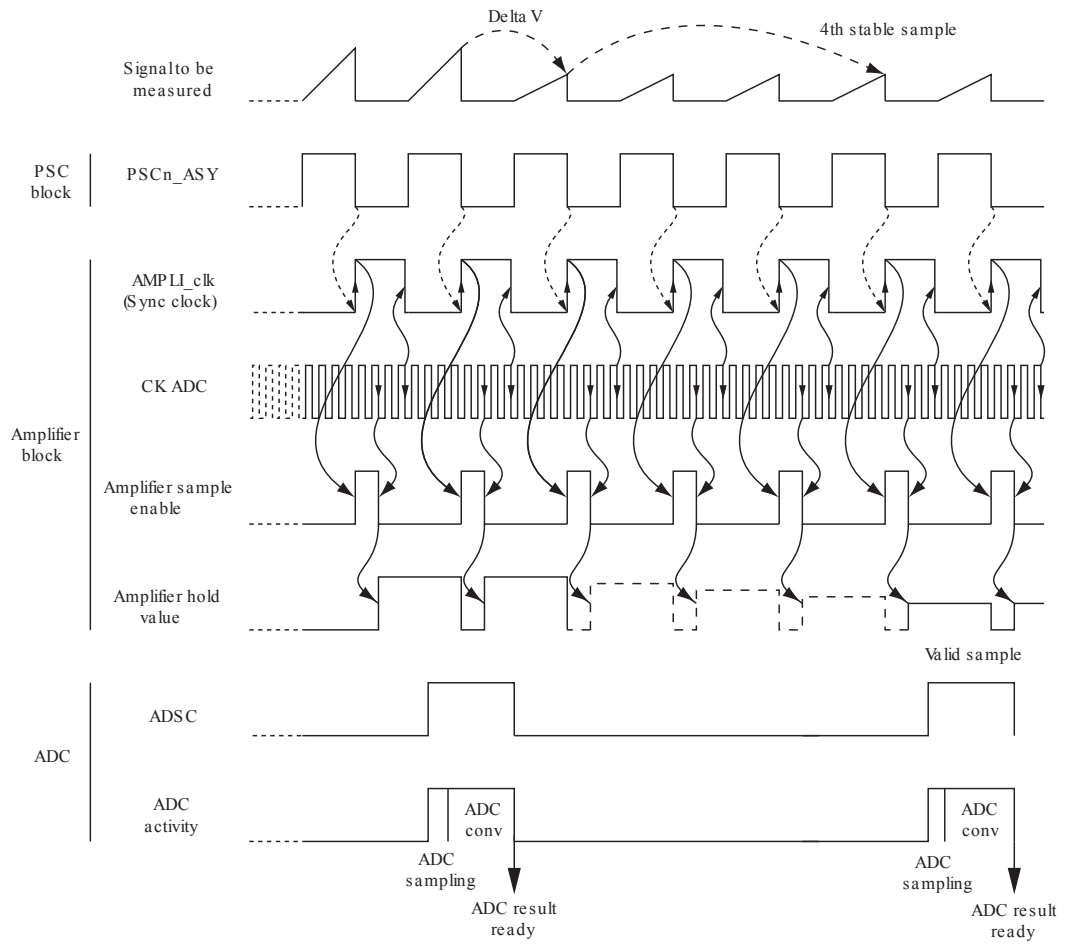 Delta V
4th stable sample
Signal to be
measured
PSC
block
PSCn_ASY
AMPLI_clk
(Sync clock)
CK ADC
Amplifier
block
Amplifier sample
enable
Amplifier hold
value
Valid sample
ADSC
ADC
ADC
activity
ADC
conv
ADC
conv
ADC
sampling
ADC
sampling
ADC result
ready
ADC result
ready